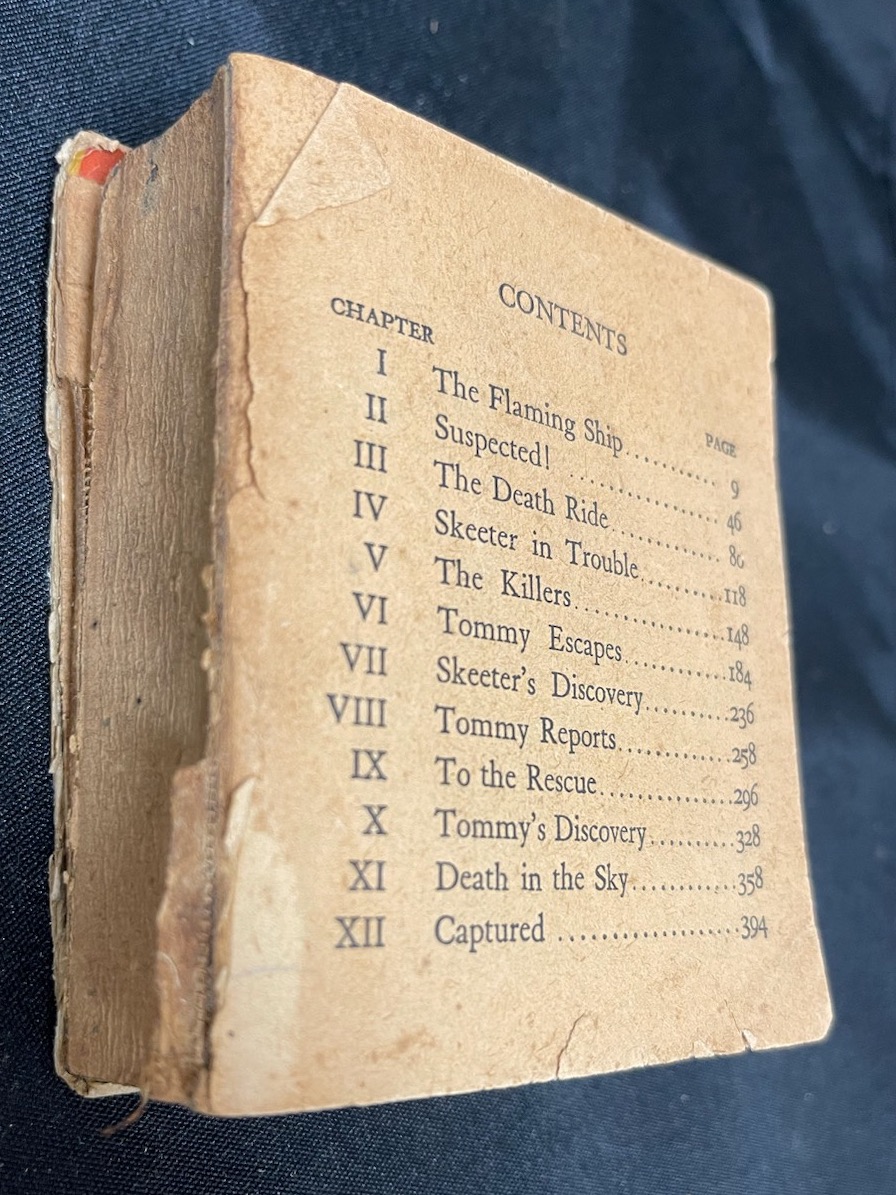 CONTENTS
CHAPTER PAGE
I The Flaming Ship.......... 9
II Suspected! ................ 46
III The Death Ride............ 80
IV Skeeter in Trouble..........118
V The Killers..................148
VI Tommy Escapes............184
VII Skeeter's Discovery..........236
VIII Tommy Reports.............258
IX To the Rescue...............296
X Tommy's Discovery..........328
XI Death in the Sky............358
XII Captured ...................394